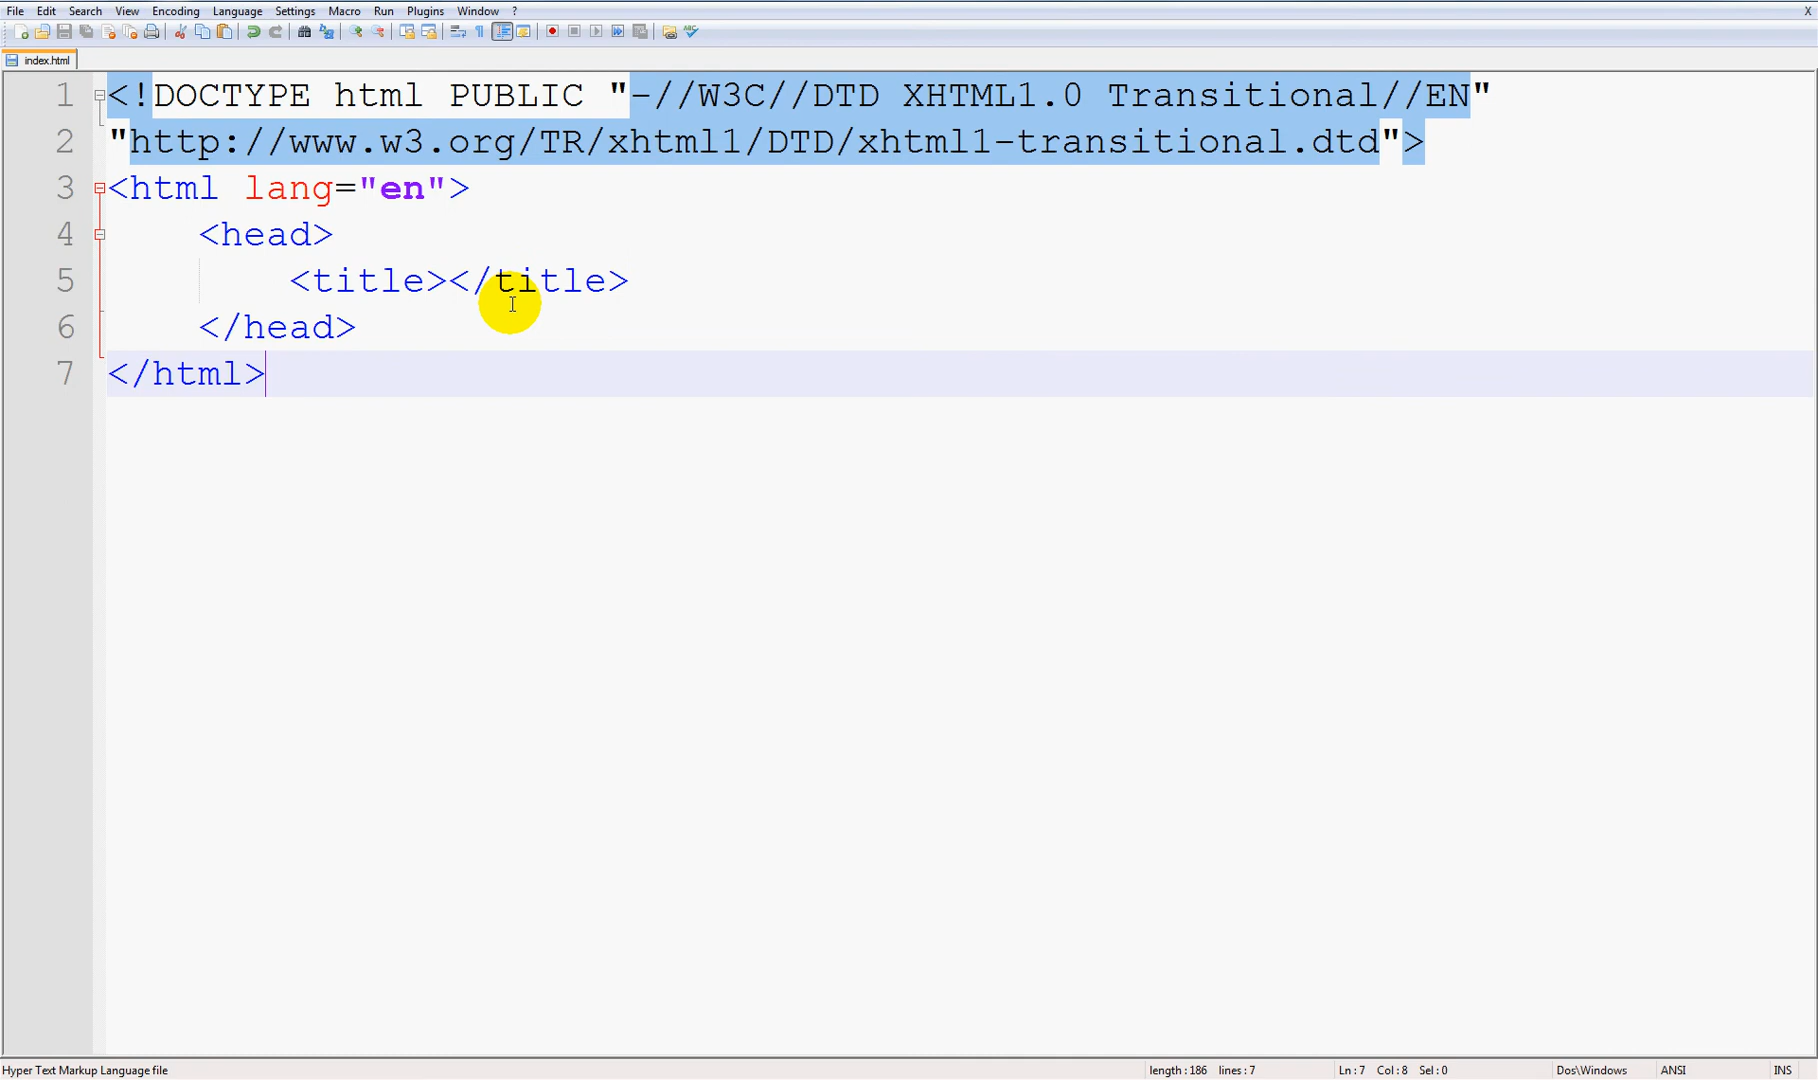 File Edit Search View Encoding Language Settings Macro Run Plugins Window ? X
index.html
1 <!DOCTYPE html PUBLIC "-//W3C//DTD XHTML1.0 Transitional//EN"
2 "http://www.w3.org/TR/xhtml1/DTD/xhtml1-transitional.dtd">
3 <html lang="en">
4 <head>
5 <title></title>
6 </head>
7 </html>
Hyper Text Markup Language file length : 186 lines : 7 Ln : 7 Col : 8 Sel : 0 Dos\Windows ANSI INS